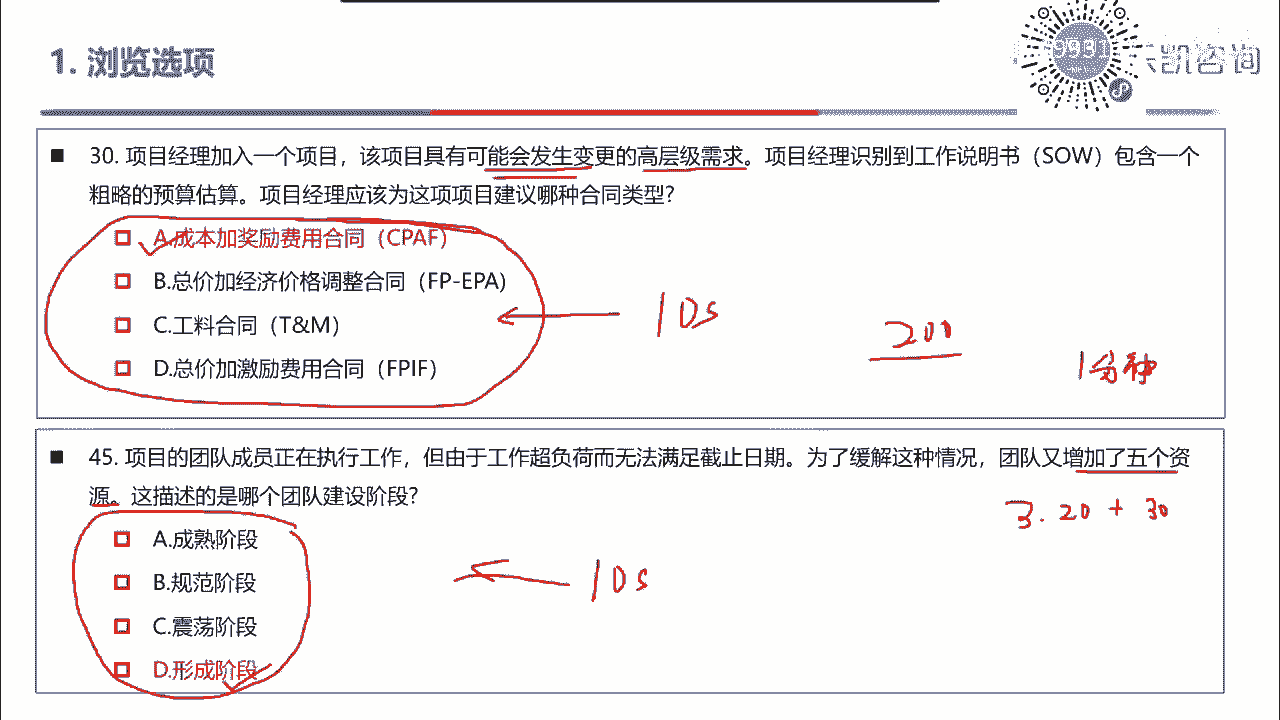 1. 浏览选项
凯咨询
30. 项目经理加入一个项目，该项目具有可能会发生变更的高层级需求。项目经理识别到工作说明书（SOW）包含一个
粗略的预算估算。项目经理应该为这项项目建议哪种合同类型?
A.成本加奖励费用合同（CPAF）
B.总价加经济价格调整合同（FP-EPA）
C.工料合同（T&M）
D.总价加激励费用合同（FPIF）
10s
200
1分钟
45. 项目的团队成员正在执行工作，但由于工作超负荷而无法满足截止日期。为了缓解这种情况，团队又增加了五个资
源。这描述的是哪个团队建设阶段?
3.20 + 30
A.成熟阶段
B.规范阶段
C.震荡阶段
D.形成阶段
10s